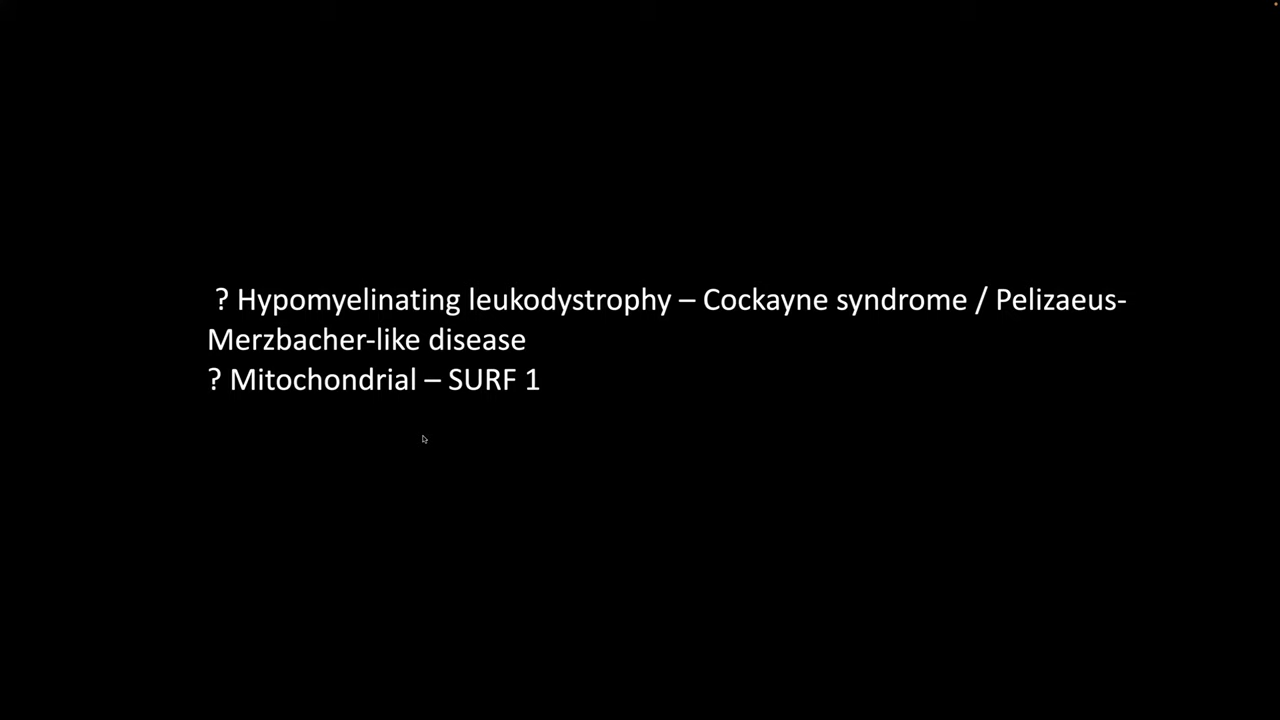 ? Hypomyelinating leukodystrophy – Cockayne syndrome / Pelizaeus-
Merzbacher-like disease
? Mitochondrial – SURF 1